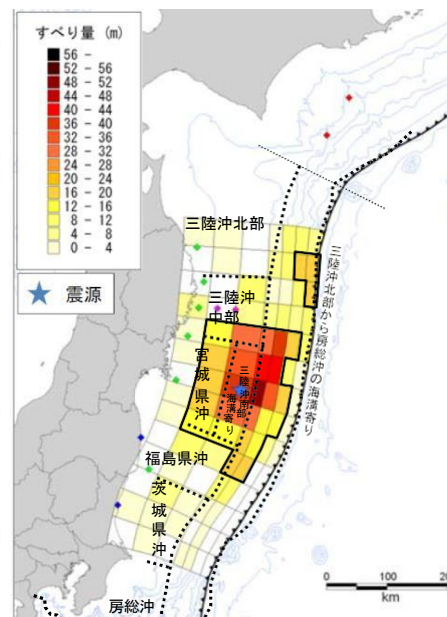 すべり量 (m)
56 -
52 - 56
48 - 52
44 - 48
40 - 44
36 - 40
32 - 36
28 - 32
24 - 28
20 - 24
16 - 20
12 - 16
8 - 12
4 - 8
0 - 4
震源
三陸沖北部
三陸沖
中部
宮城県沖
三陸沖南部
海溝寄り
三陸沖北部から房総沖の海溝寄り
福島県沖
茨城県沖
房総沖
0 100 200
km